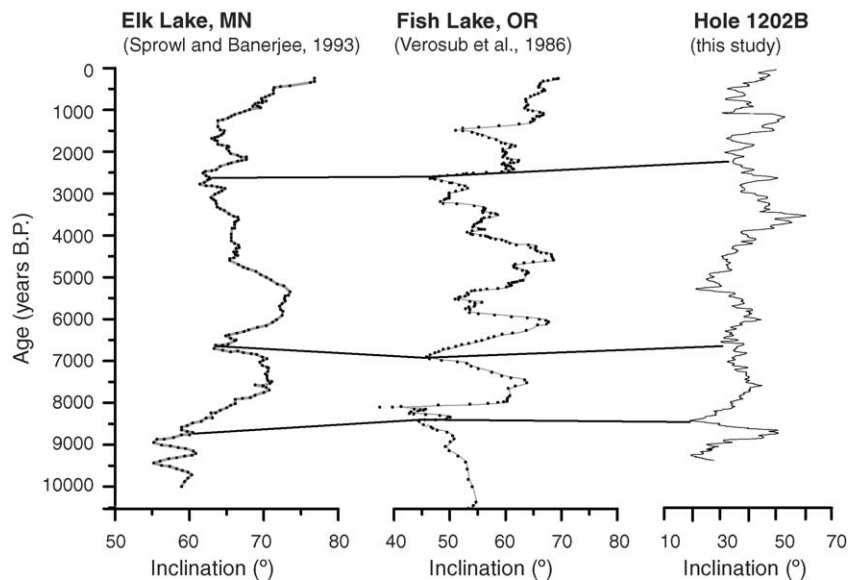 Elk Lake, MN
(Sprowl and Banerjee, 1993)
Fish Lake, OR
(Verosub et al., 1986)
Hole 1202B
(this study)
Age (years B.P.)
0
1000
2000
3000
4000
5000
6000
7000
8000
9000
10000
50 60 70 80
Inclination (º)
40 50 60 70 80
Inclination (º)
10 30 50 70
Inclination (º)